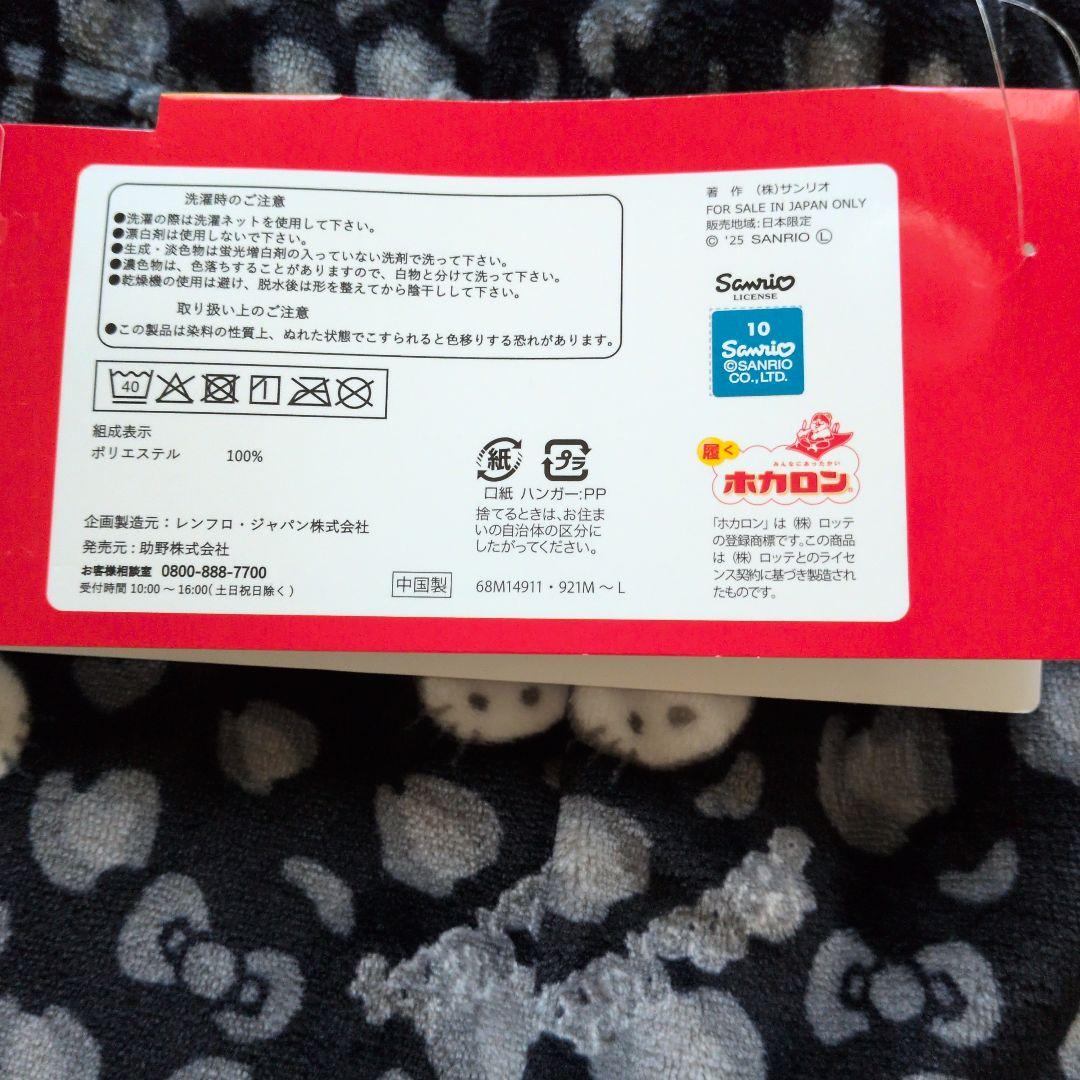 洗濯時のご注意
●洗濯の際は洗濯ネットを使用して下さい。
●漂白剤は使用しないで下さい。
●生成・淡色物は蛍光増白剤の入っていない洗剤で洗って下さい。
●濃色物は、色落ちすることがありますので、白物と分けて洗って下さい。
●乾燥機の使用は避け、脱水後は形を整えてから陰干しして下さい。
取り扱い上のご注意
●この製品は染料の性質上、ぬれた状態でこすられると色移りする恐れがあります。
40
組成表示
ポリエステル 100%
企画製造元：レンフロ・ジャパン株式会社
発売元：助野株式会社
お客様相談室 0800-888-7700
受付時間 10:00～16:00(土日祝日除く)
中国製
紙 プラ
口紙 ハンガー:PP
捨てるときは、お住ま
いの自治体の区分に
したがってください。
68M14911・921M～L
著作 (株)サンリオ
FOR SALE IN JAPAN ONLY
販売地域:日本限定
© '25 SANRIO Ⓛ
Sanrio
LICENSE
10
Sanrio
©SANRIO
CO.,LTD.
履く
みんなにあったかい
ホカロン®
「ホカロン」は（株）ロッテ
の登録商標です。この商品
は（株）ロッテとのライセ
ンス契約に基づき製造され
たものです。